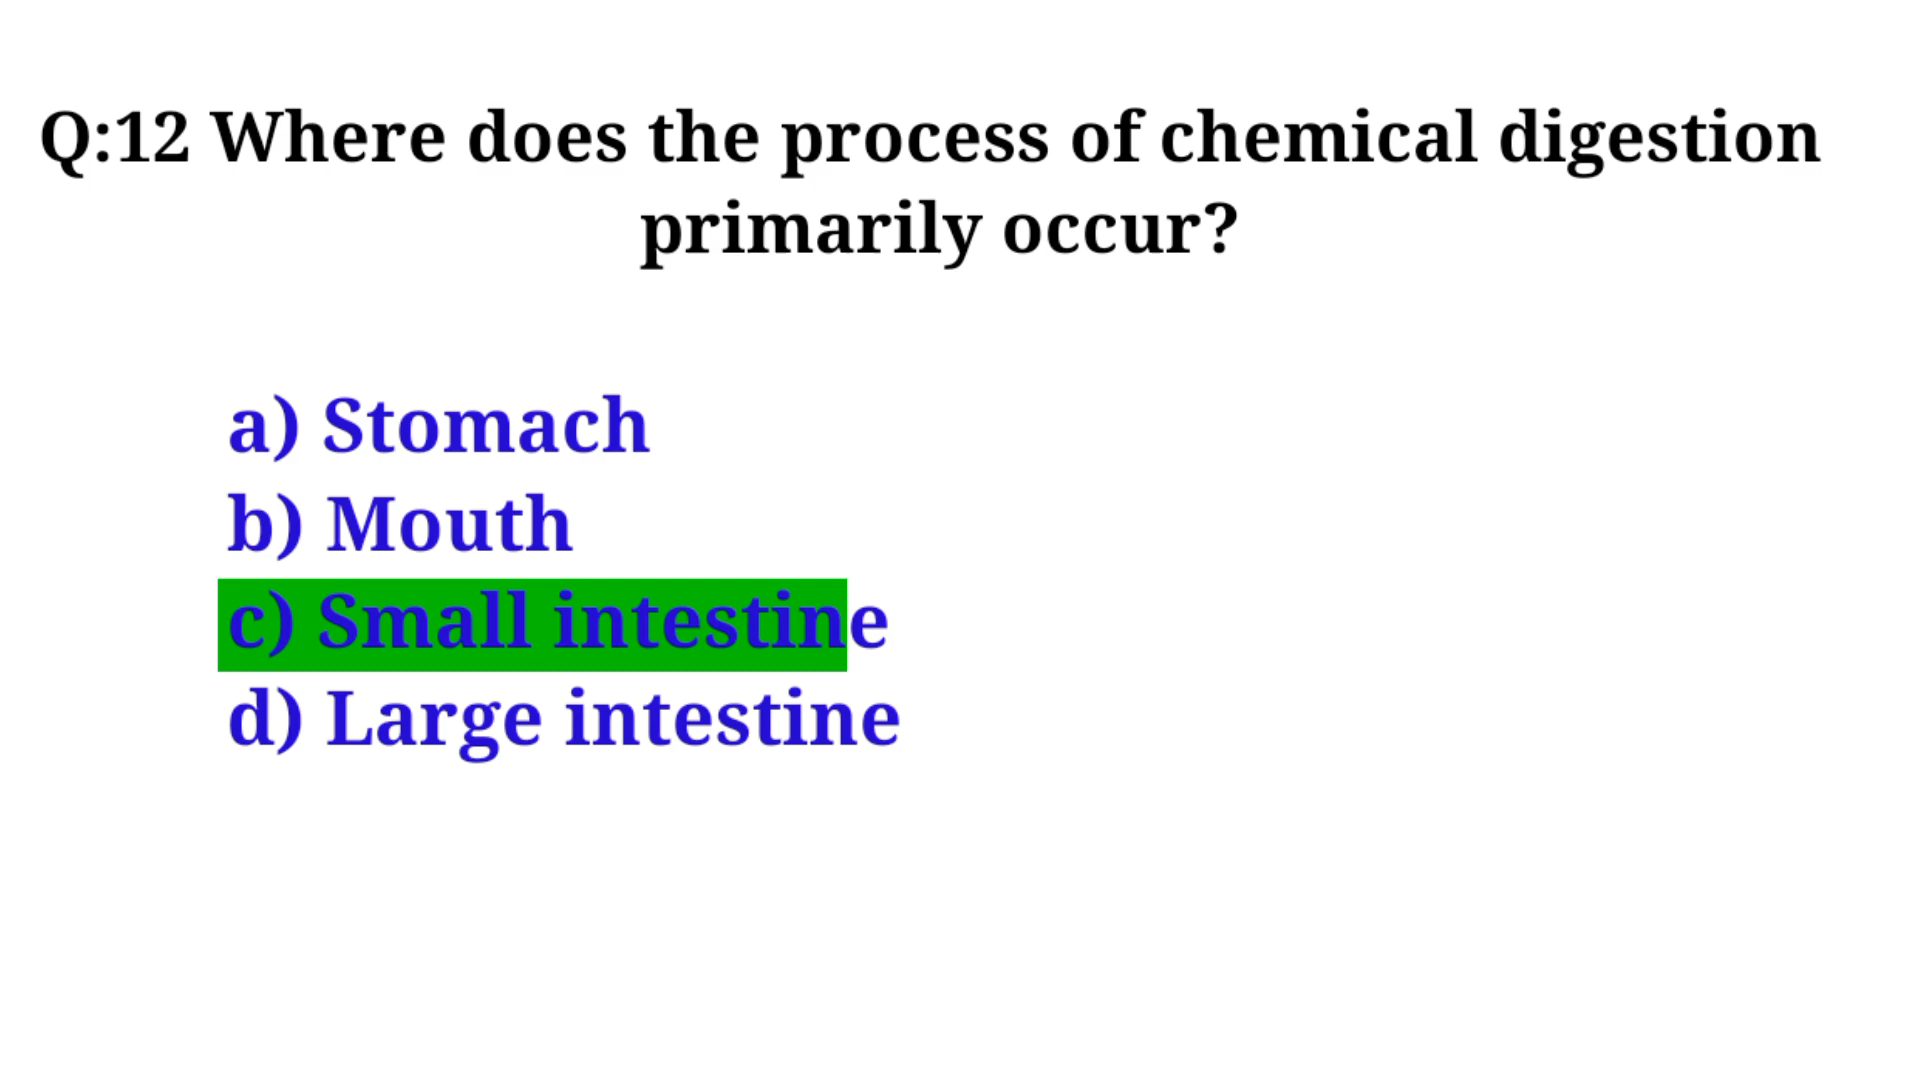 Q:12 Where does the process of chemical digestion
primarily occur?
a) Stomach
b) Mouth
c) Small intestine
d) Large intestine